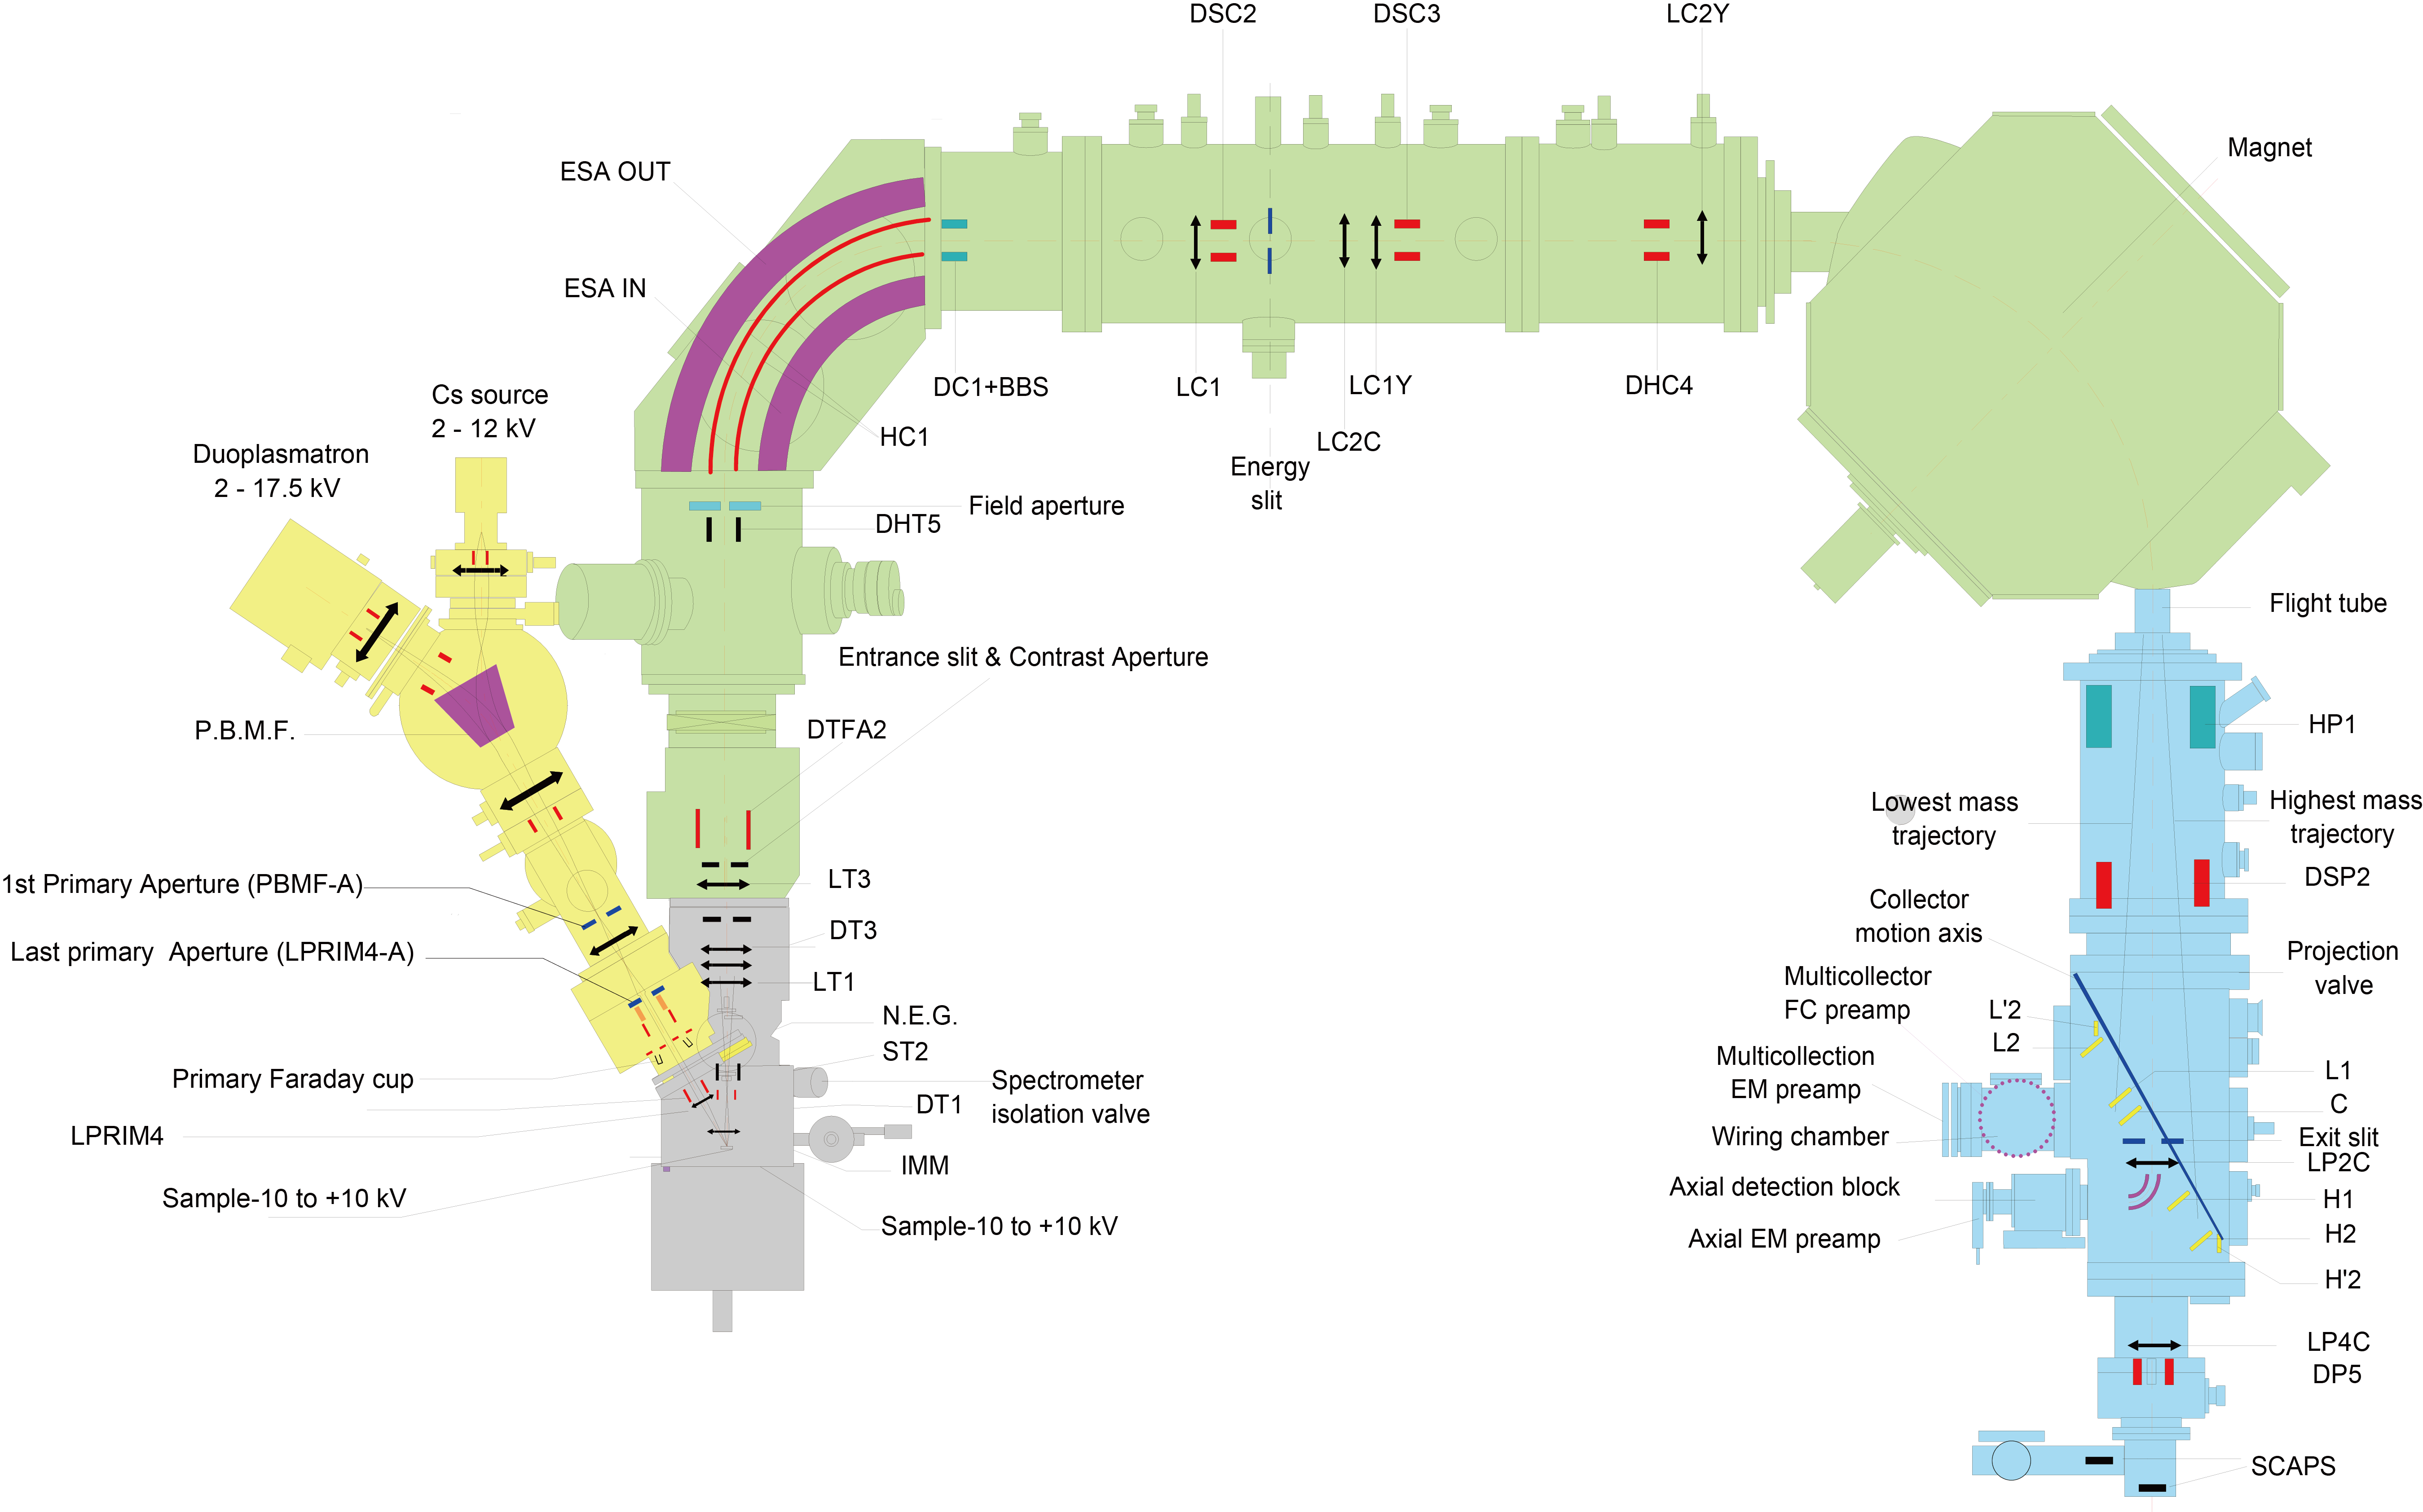 DSC2
DSC3
LC2Y
ESA OUT
Magnet
ESA IN
DC1+BBS
LC1
LC1Y
DHC4
Cs source
2 - 12 kV
HC1
LC2C
Duoplasmatron
2 - 17.5 kV
Energy
slit
Field aperture
DHT5
Flight tube
Entrance slit & Contrast Aperture
P.B.M.F.
DTFA2
HP1
Lowest mass
trajectory
Highest mass
trajectory
1st Primary Aperture (PBMF-A)
LT3
DSP2
Collector
motion axis
Last primary  Aperture (LPRIM4-A)
DT3
Projection
valve
LT1
Multicollector
FC preamp
N.E.G.
L'2
ST2
L2
Primary Faraday cup
Spectrometer
isolation valve
Multicollection
EM preamp
L1
DT1
C
LPRIM4
Wiring chamber
Exit slit
IMM
LP2C
Sample-10 to +10 kV
Axial detection block
H1
Sample-10 to +10 kV
Axial EM preamp
H2
H'2
LP4C
DP5
SCAPS